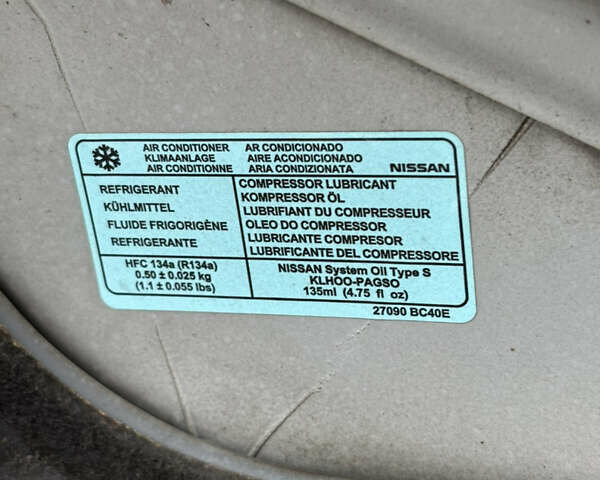 AIR CONDITIONER AR CONDICIONADO
KLIMAANLAGE AIRE ACONDICIONADO
AIR CONDITIONNE ARIA CONDIZIONATA NISSAN
REFRIGERANT
KÜHLMITTEL
FLUIDE FRIGORIGÈNE
REFRIGERANTE
COMPRESSOR LUBRICANT
KOMPRESSOR ÖL
LUBRIFIANT DU COMPRESSEUR
OLEO DO COMPRESSOR
LUBRICANTE COMPRESOR
LUBRIFICANTE DEL COMPRESSORE
HFC 134a (R134a)
0.50 ± 0.025 kg
(1.1 ± 0.055 lbs)
NISSAN System Oil Type S
KLHOO-PAGSO
135ml (4.75 fl oz)
27090 BC40E